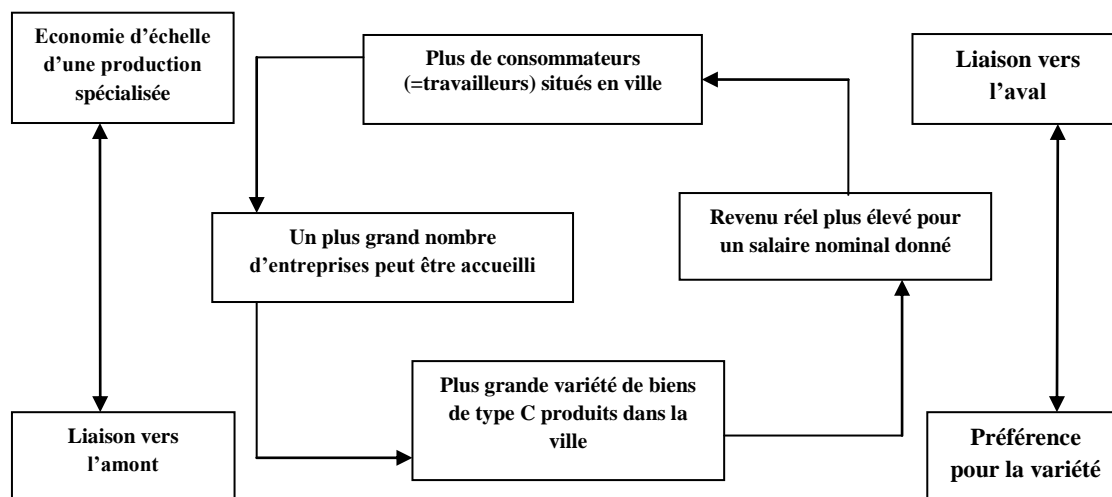 Economie d'échelle
d'une production
spécialisée
Plus de consommateurs
(=travailleurs) situés en ville
Liaison vers
l'aval
Un plus grand nombre
d'entreprises peut être accueilli
Revenu réel plus élevé pour
un salaire nominal donné
Plus grande variété de biens
de type C produits dans la
ville
Liaison vers
l'amont
Préférence
pour la variété